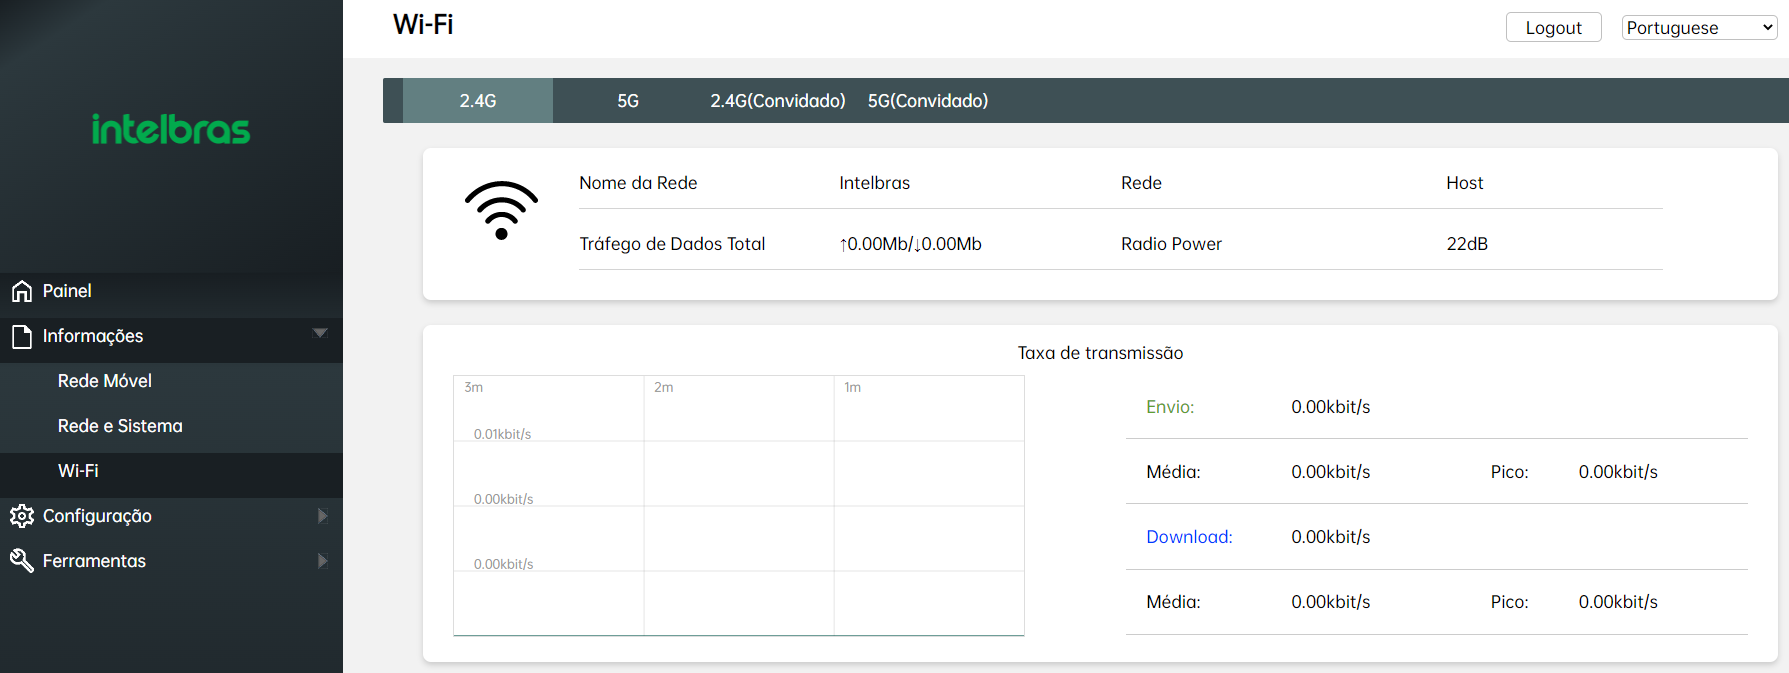 Wi-Fi
Logout
Portuguese
intelbras
2.4G 5G 2.4G(Convidado) 5G(Convidado)
Nome da Rede Intelbras Rede Host
Tráfego de Dados Total ↑0.00Mb/↓0.00Mb Radio Power 22dB
Painel
Informações
Rede Móvel
Rede e Sistema
Wi-Fi
Configuração
Ferramentas
Taxa de transmissão
3m 2m 1m
0.01kbit/s
0.00kbit/s
0.00kbit/s
Envio: 0.00kbit/s
Média: 0.00kbit/s Pico: 0.00kbit/s
Download: 0.00kbit/s
Média: 0.00kbit/s Pico: 0.00kbit/s